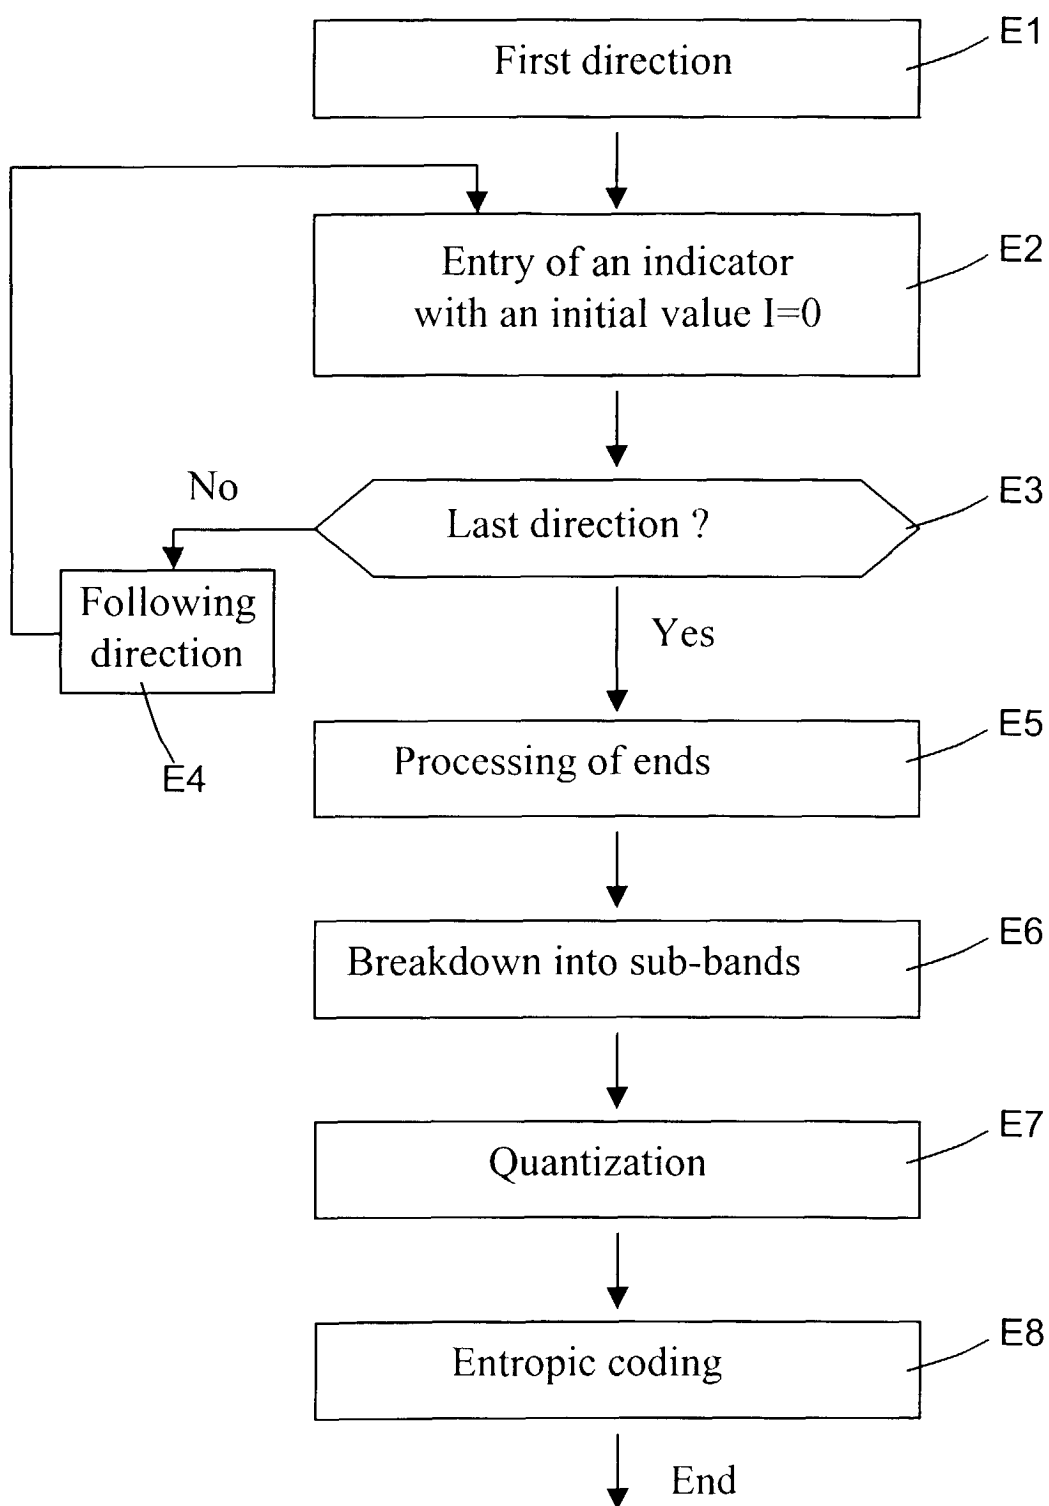 First direction
E1
Entry of an indicator
with an initial value I=0
E2
No
Last direction ?
E3
Following
direction
Yes
E4
Processing of ends
E5
Breakdown into sub-bands
E6
Quantization
E7
Entropic coding
E8
End